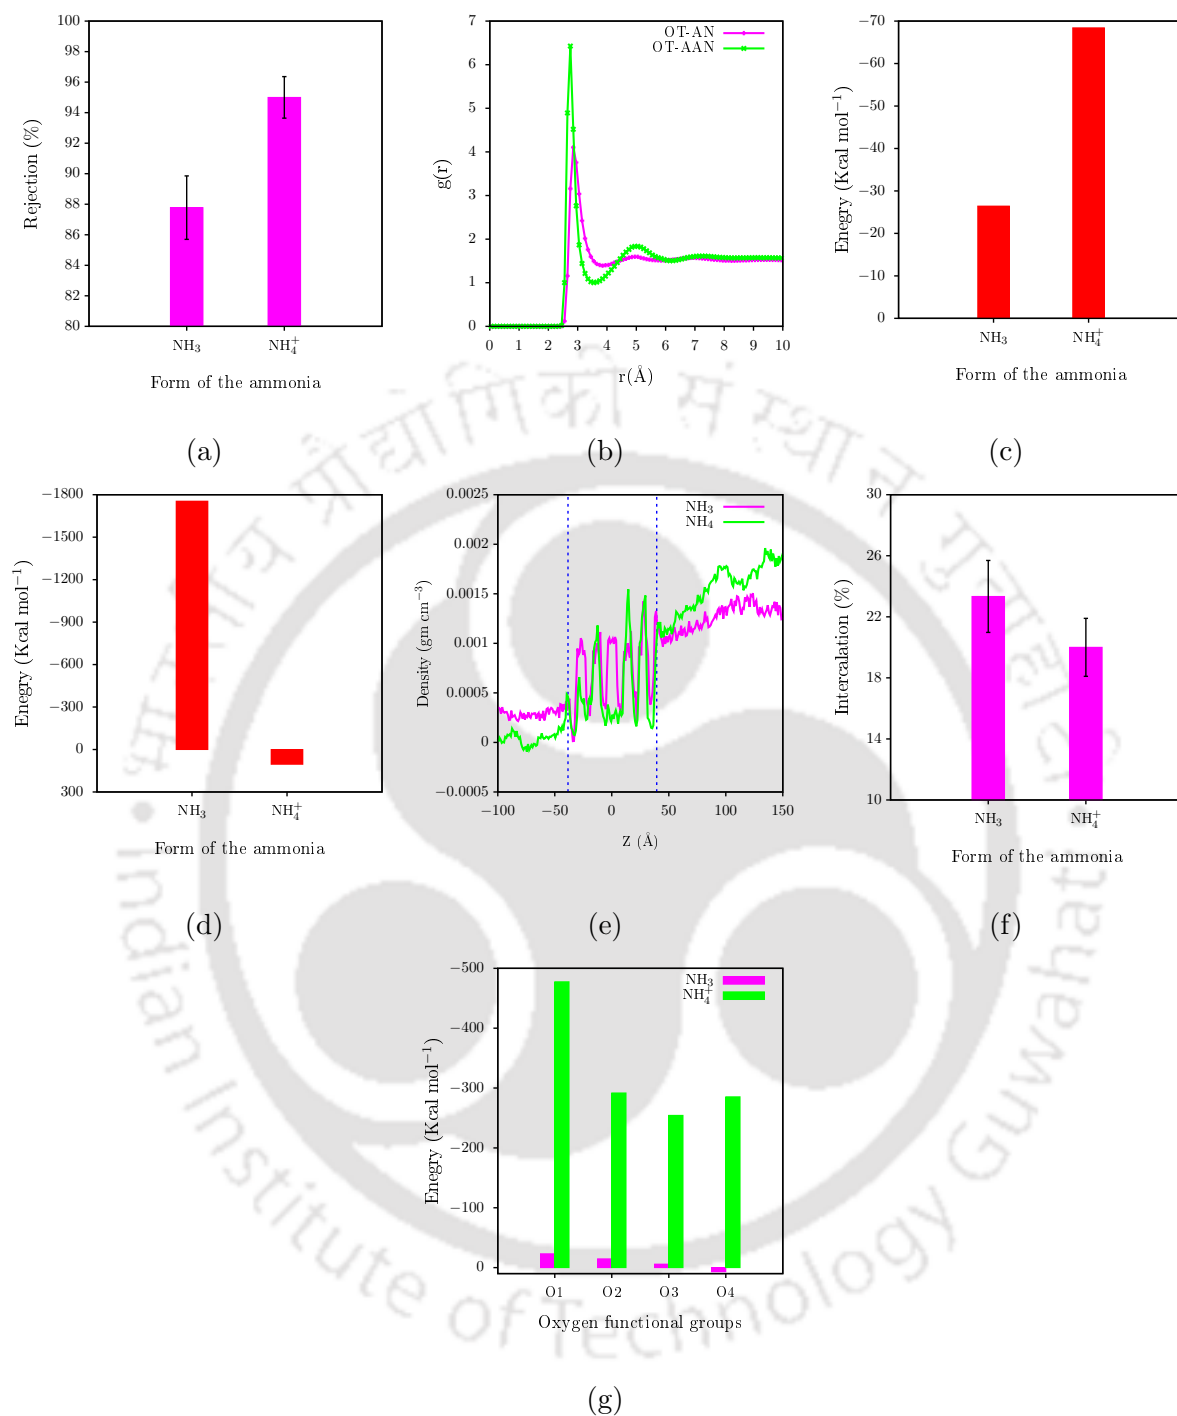 100
98
96
94
92
90
88
86
84
82
80
Rejection (%)
NH₃ NH₄⁺
Form of the ammonia
(a)
7
6
5
4
3
2
1
0
g(r)
OT-AN
OT-AAN
0 1 2 3 4 5 6 7 8 9 10
r(Å)
(b)
−70
−60
−50
−40
−30
−20
−10
0
Enegry (Kcal mol⁻¹)
NH₃ NH₄⁺
Form of the ammonia
(c)
−1800
−1500
−1200
−900
−600
−300
0
300
Enegry (Kcal mol⁻¹)
NH₃ NH₄⁺
Form of the ammonia
(d)
0.0025
0.002
0.0015
0.001
0.0005
0
−0.0005
Density (gm cm⁻³)
NH₃
NH₄
−100 −50 0 50 100 150
Z (Å)
(e)
30
26
22
18
14
10
Intercalation (%)
NH₃ NH₄⁺
Form of the ammonia
(f)
−500
−400
−300
−200
−100
0
Enegry (Kcal mol⁻¹)
NH₃
NH₄⁺
O1 O2 O3 O4
Oxygen functional groups
(g)
Indian Institute of Technology Guwahati